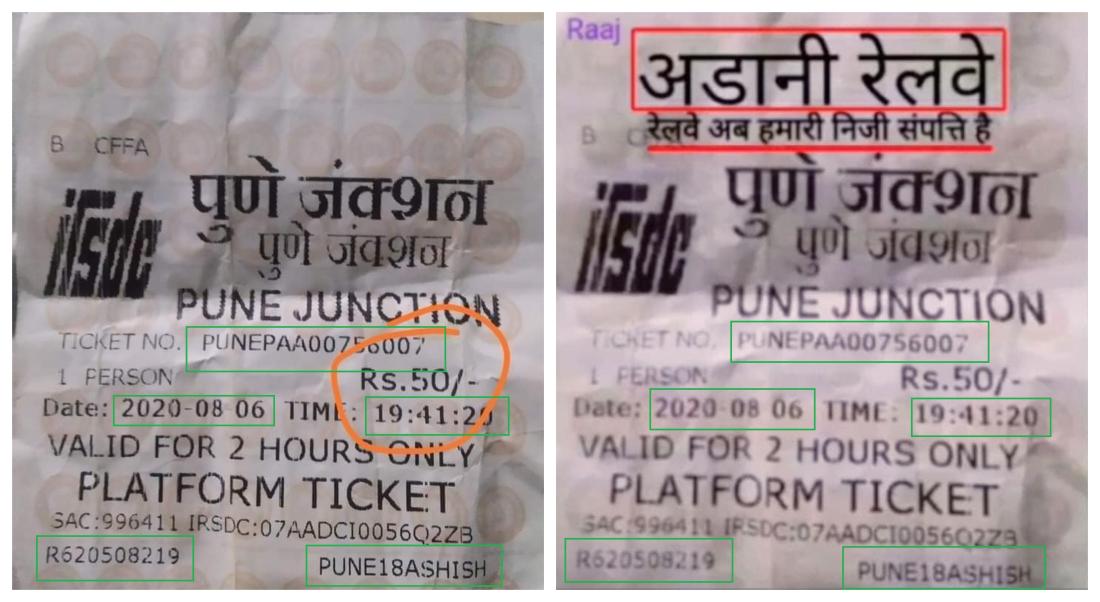 B CFFA
irsdc
पुणे जंक्शन
पुणे जंक्शन
PUNE JUNCTION
TICKET NO. PUNEPAA00756007
1 PERSON Rs.50/-
Date: 2020-08 06 TIME: 19:41:20
VALID FOR 2 HOURS ONLY
PLATFORM TICKET
SAC:996411 IRSDC:07AADCI0056Q2ZB
R620508219
PUNE18ASHISH
Raaj
अडानी रेलवे
रेलवे अब हमारी निजी संपत्ति है
B
irsdc
पुणे जंक्शन
पुणे जंक्शन
PUNE JUNCTION
TICKET NO. PUNEPAA00756007
1 PERSON Rs.50/-
Date: 2020-08 06 TIME: 19:41:20
VALID FOR 2 HOURS ONLY
PLATFORM TICKET
SAC:996411 IRSDC:07AADCI0056Q2ZB
R620508219
PUNE18ASHISH